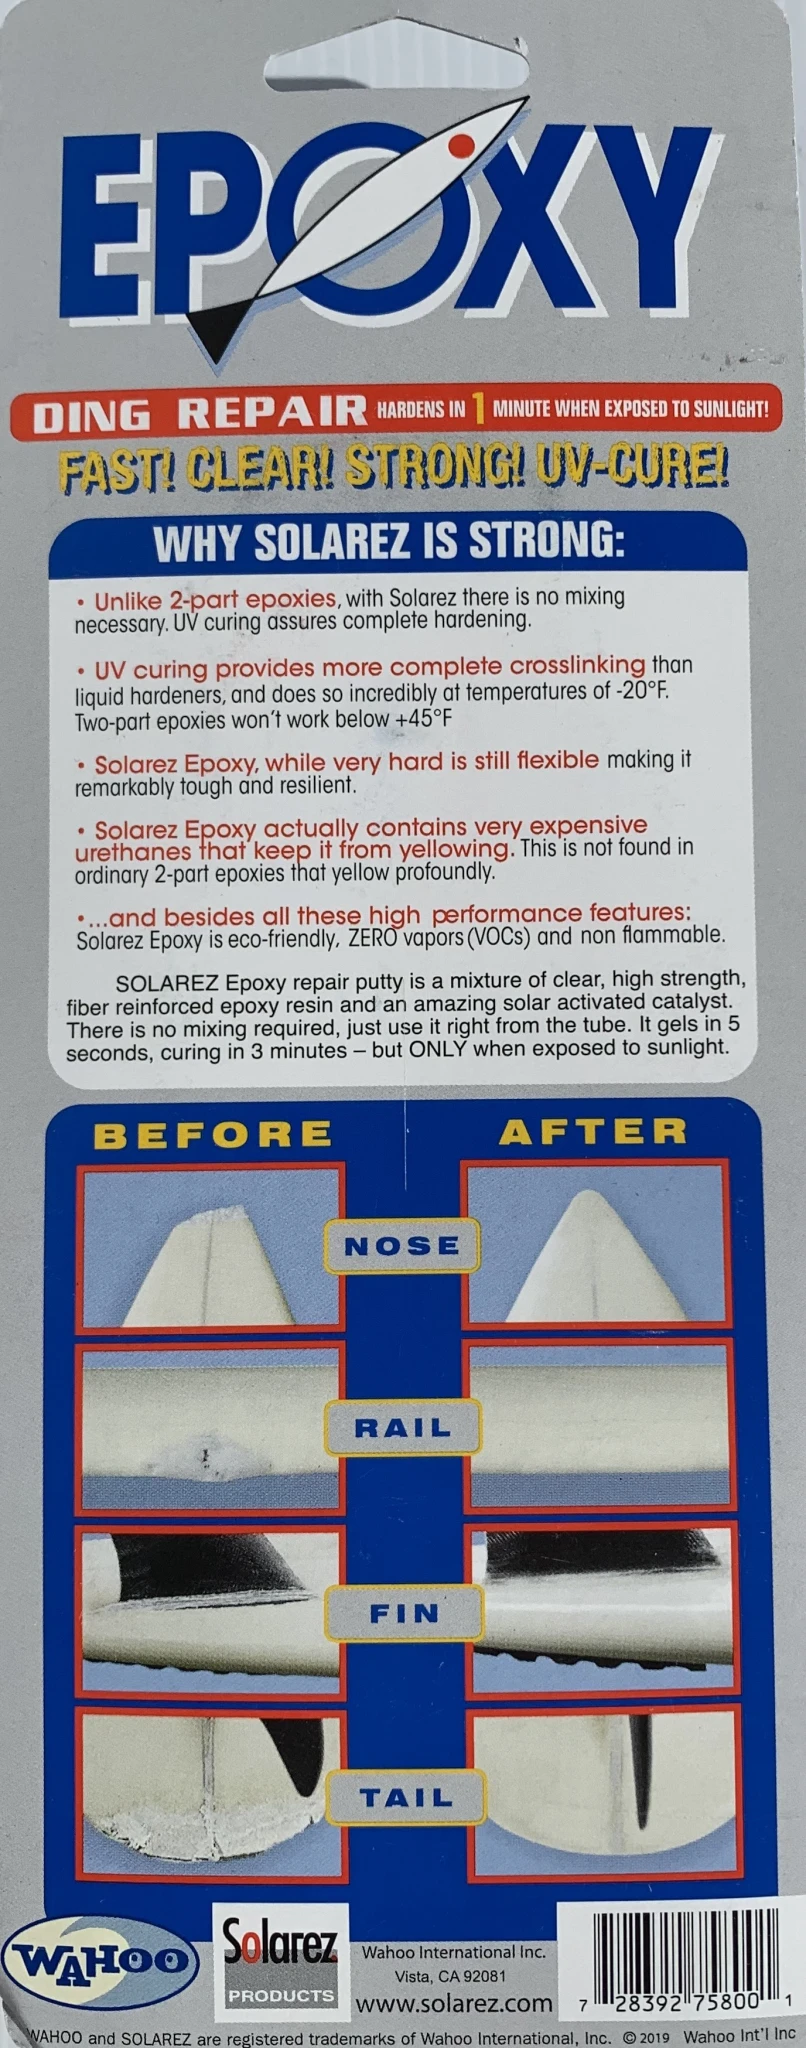 EPOXY
DING REPAIR HARDENS IN 1 MINUTE WHEN EXPOSED TO SUNLIGHT!
FAST! CLEAR! STRONG! UV-CURE!
WHY SOLAREZ IS STRONG:
• Unlike 2-part epoxies, with Solarez there is no mixing
necessary. UV curing assures complete hardening.
• UV curing provides more complete crosslinking than
liquid hardeners, and does so incredibly at temperatures of -20°F.
Two-part epoxies won't work below +45°F
• Solarez Epoxy, while very hard is still flexible making it
remarkably tough and resilient.
• Solarez Epoxy actually contains very expensive
urethanes that keep it from yellowing. This is not found in
ordinary 2-part epoxies that yellow profoundly.
•...and besides all these high performance features:
Solarez Epoxy is eco-friendly, ZERO vapors (VOCs) and non flammable.
SOLAREZ Epoxy repair putty is a mixture of clear, high strength,
fiber reinforced epoxy resin and an amazing solar activated catalyst.
There is no mixing required, just use it right from the tube. It gels in 5
seconds, curing in 3 minutes – but ONLY when exposed to sunlight.
BEFORE AFTER
NOSE
RAIL
FIN
TAIL
WAHOO
Solarez
PRODUCTS
Wahoo International Inc.
Vista, CA 92081
www.solarez.com
7 28392 75800 1
WAHOO and SOLAREZ are registered trademarks of Wahoo International, Inc. © 2019 Wahoo Int'l Inc